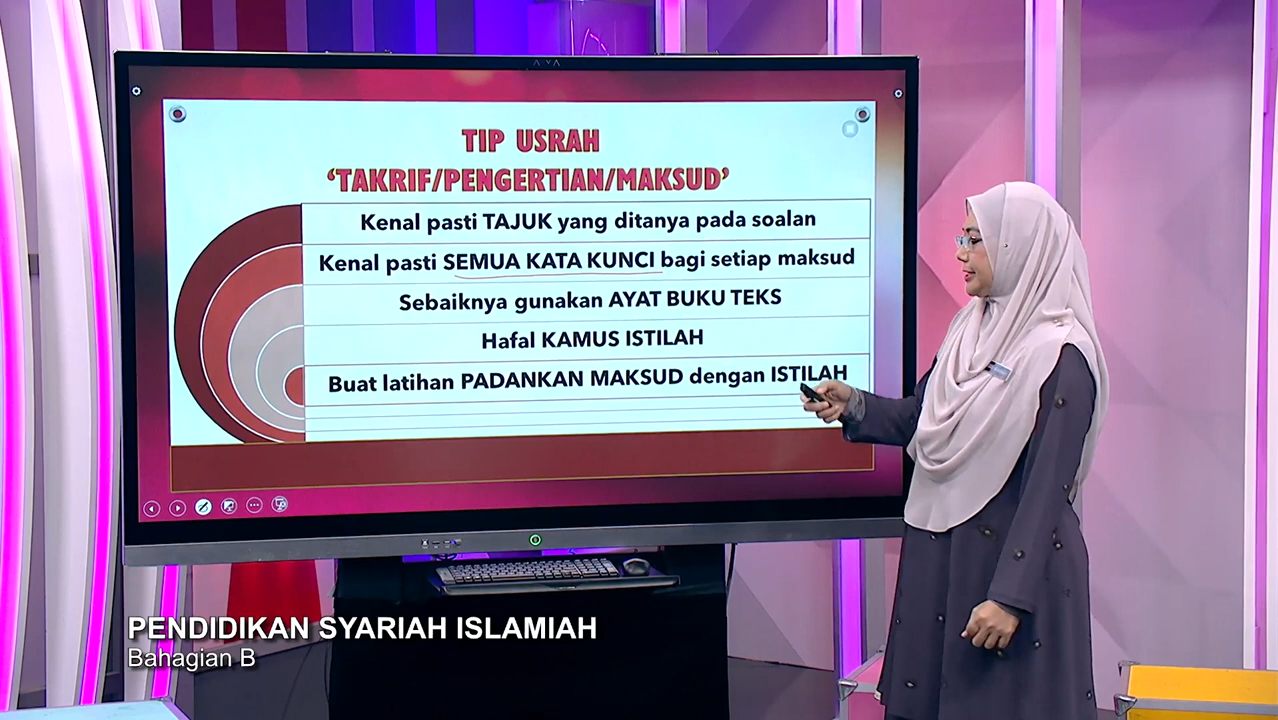 TIP USRAH
‘TAKRIF/PENGERTIAN/MAKSUD’
Kenal pasti TAJUK yang ditanya pada soalan
Kenal pasti SEMUA KATA KUNCI bagi setiap maksud
Sebaiknya gunakan AYAT BUKU TEKS
Hafal KAMUS ISTILAH
Buat latihan PADANKAN MAKSUD dengan ISTILAH
PENDIDIKAN SYARIAH ISLAMIAH
Bahagian B